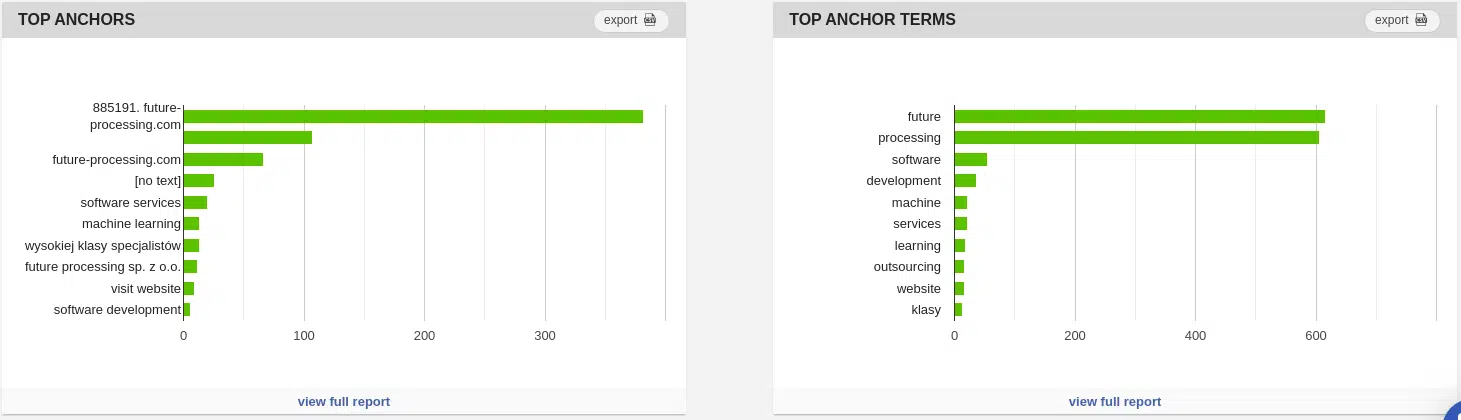 TOP ANCHORS
export
885191. future-
processing.com
future-processing.com
[no text]
software services
machine learning
wysokiej klasy specjalistów
future processing sp. z o.o.
visit website
software development
0 100 200 300
view full report
TOP ANCHOR TERMS
export
future
processing
software
development
machine
services
learning
outsourcing
website
klasy
0 200 400 600
view full report